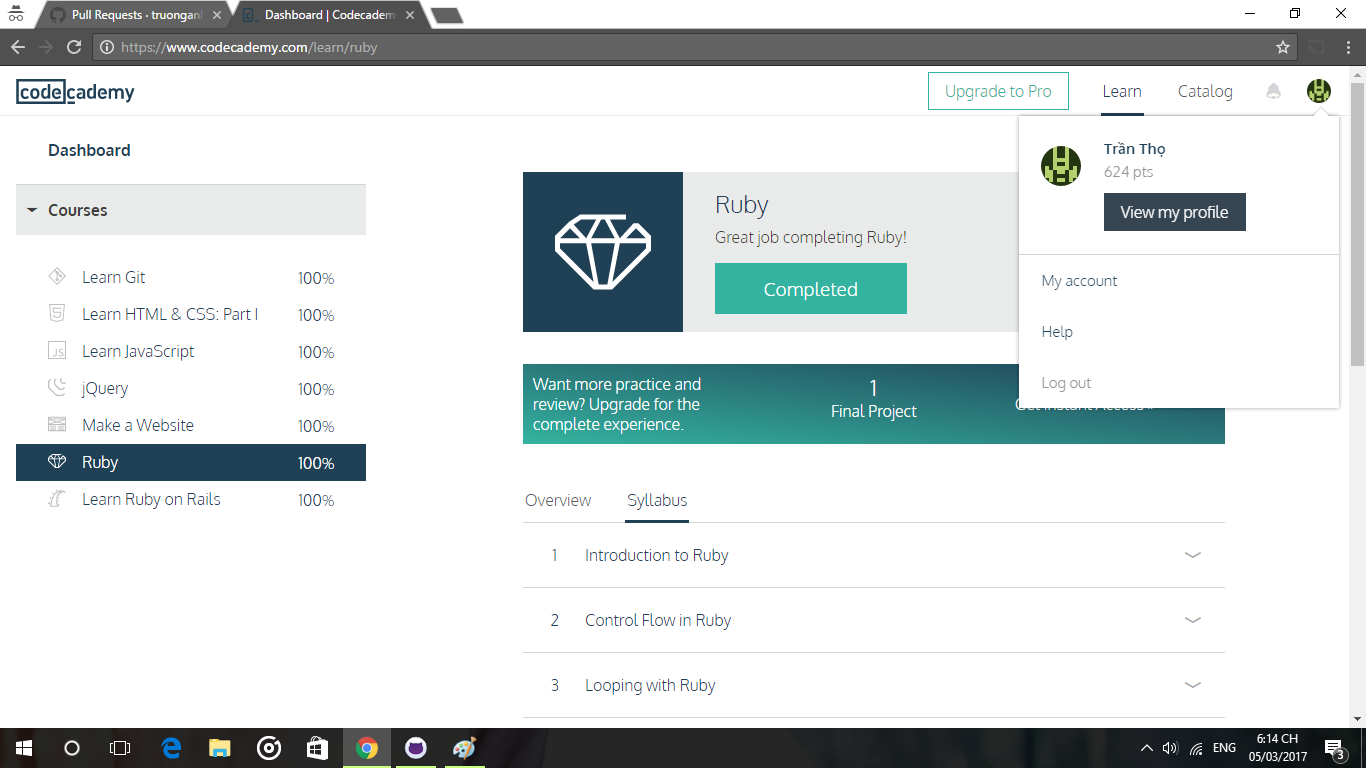 Pull Requests · truonganh
Dashboard | Codecadem
https://www.codecademy.com/learn/ruby
codecademy
Upgrade to Pro
Learn
Catalog
Trần Thọ
624 pts
View my profile
My account
Help
Log out
Dashboard
Courses
Learn Git 100%
Learn HTML & CSS: Part I 100%
Learn JavaScript 100%
jQuery 100%
Make a Website 100%
Ruby 100%
Learn Ruby on Rails 100%
Ruby
Great job completing Ruby!
Completed
Want more practice and
review? Upgrade for the
complete experience.
1
Final Project
Overview
Syllabus
1 Introduction to Ruby
2 Control Flow in Ruby
3 Looping with Ruby
ENG
6:14 CH
05/03/2017
3